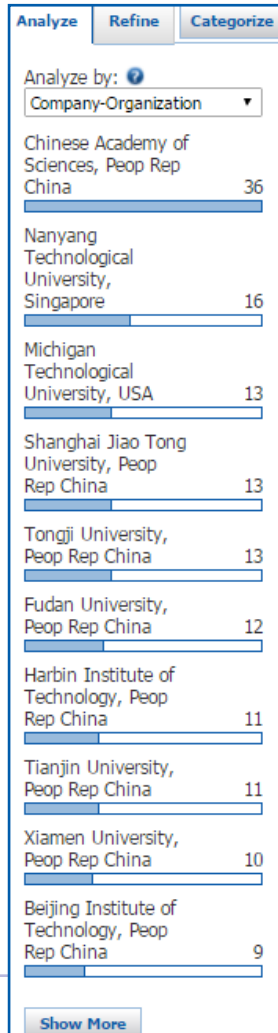 Analyze Refine Categorize
Analyze by: ?
Company-Organization ▼
Chinese Academy of
Sciences, Peop Rep
China 36
Nanyang
Technological
University,
Singapore 16
Michigan
Technological
University, USA 13
Shanghai Jiao Tong
University, Peop
Rep China 13
Tongji University,
Peop Rep China 13
Fudan University,
Peop Rep China 12
Harbin Institute of
Technology, Peop
Rep China 11
Tianjin University,
Peop Rep China 11
Xiamen University,
Peop Rep China 10
Beijing Institute of
Technology, Peop
Rep China 9
Show More